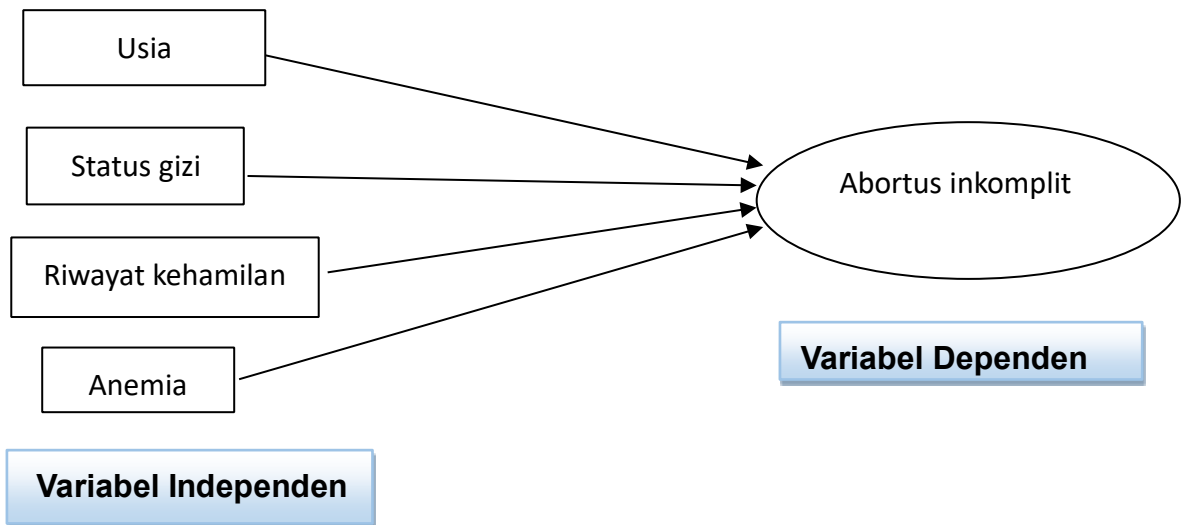 Usia
Status gizi
Abortus inkomplit
Riwayat kehamilan
Anemia
Variabel Dependen
Variabel Independen